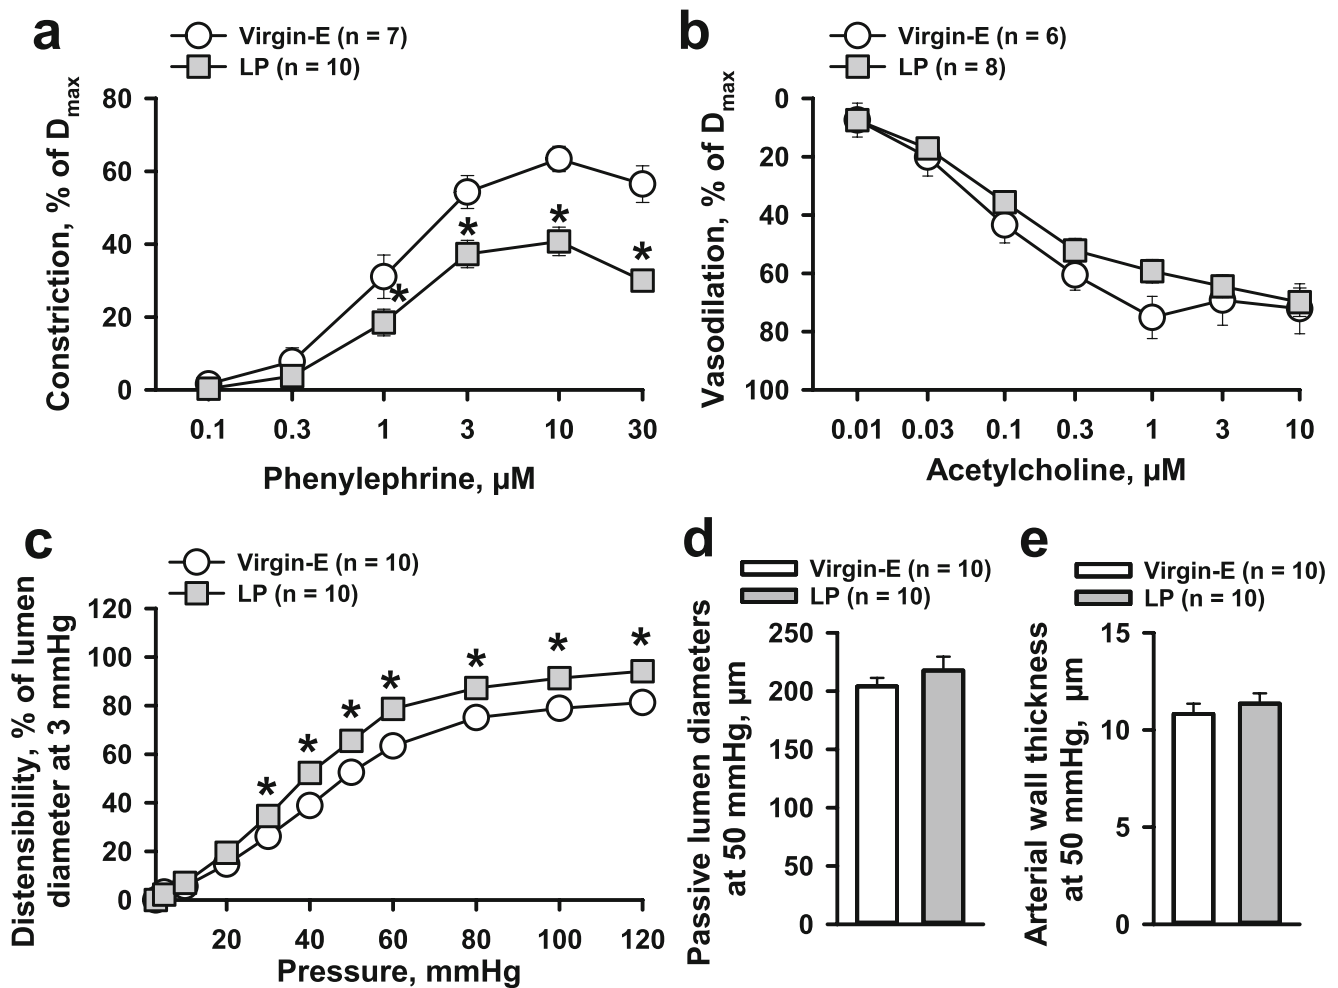 a
Virgin-E (n = 7)
LP (n = 10)
Constriction, % of Dmax
80
60
40
20
0
* * * *
0.1 0.3 1 3 10 30
Phenylephrine, µM
b
Virgin-E (n = 6)
LP (n = 8)
Vasodilation, % of Dmax
0
20
40
60
80
100
0.01 0.03 0.1 0.3 1 3 10
Acetylcholine, µM
c
Virgin-E (n = 10)
LP (n = 10)
Distensibility, % of lumen
diameter at 3 mmHg
120
100
80
60
40
20
0
* * * * * * *
20 40 60 80 100 120
Pressure, mmHg
d
Virgin-E (n = 10)
LP (n = 10)
Passive lumen diameters
at 50 mmHg, µm
250
200
150
100
50
0
e
Virgin-E (n = 10)
LP (n = 10)
Arterial wall thickness
at 50 mmHg, µm
15
10
5
0